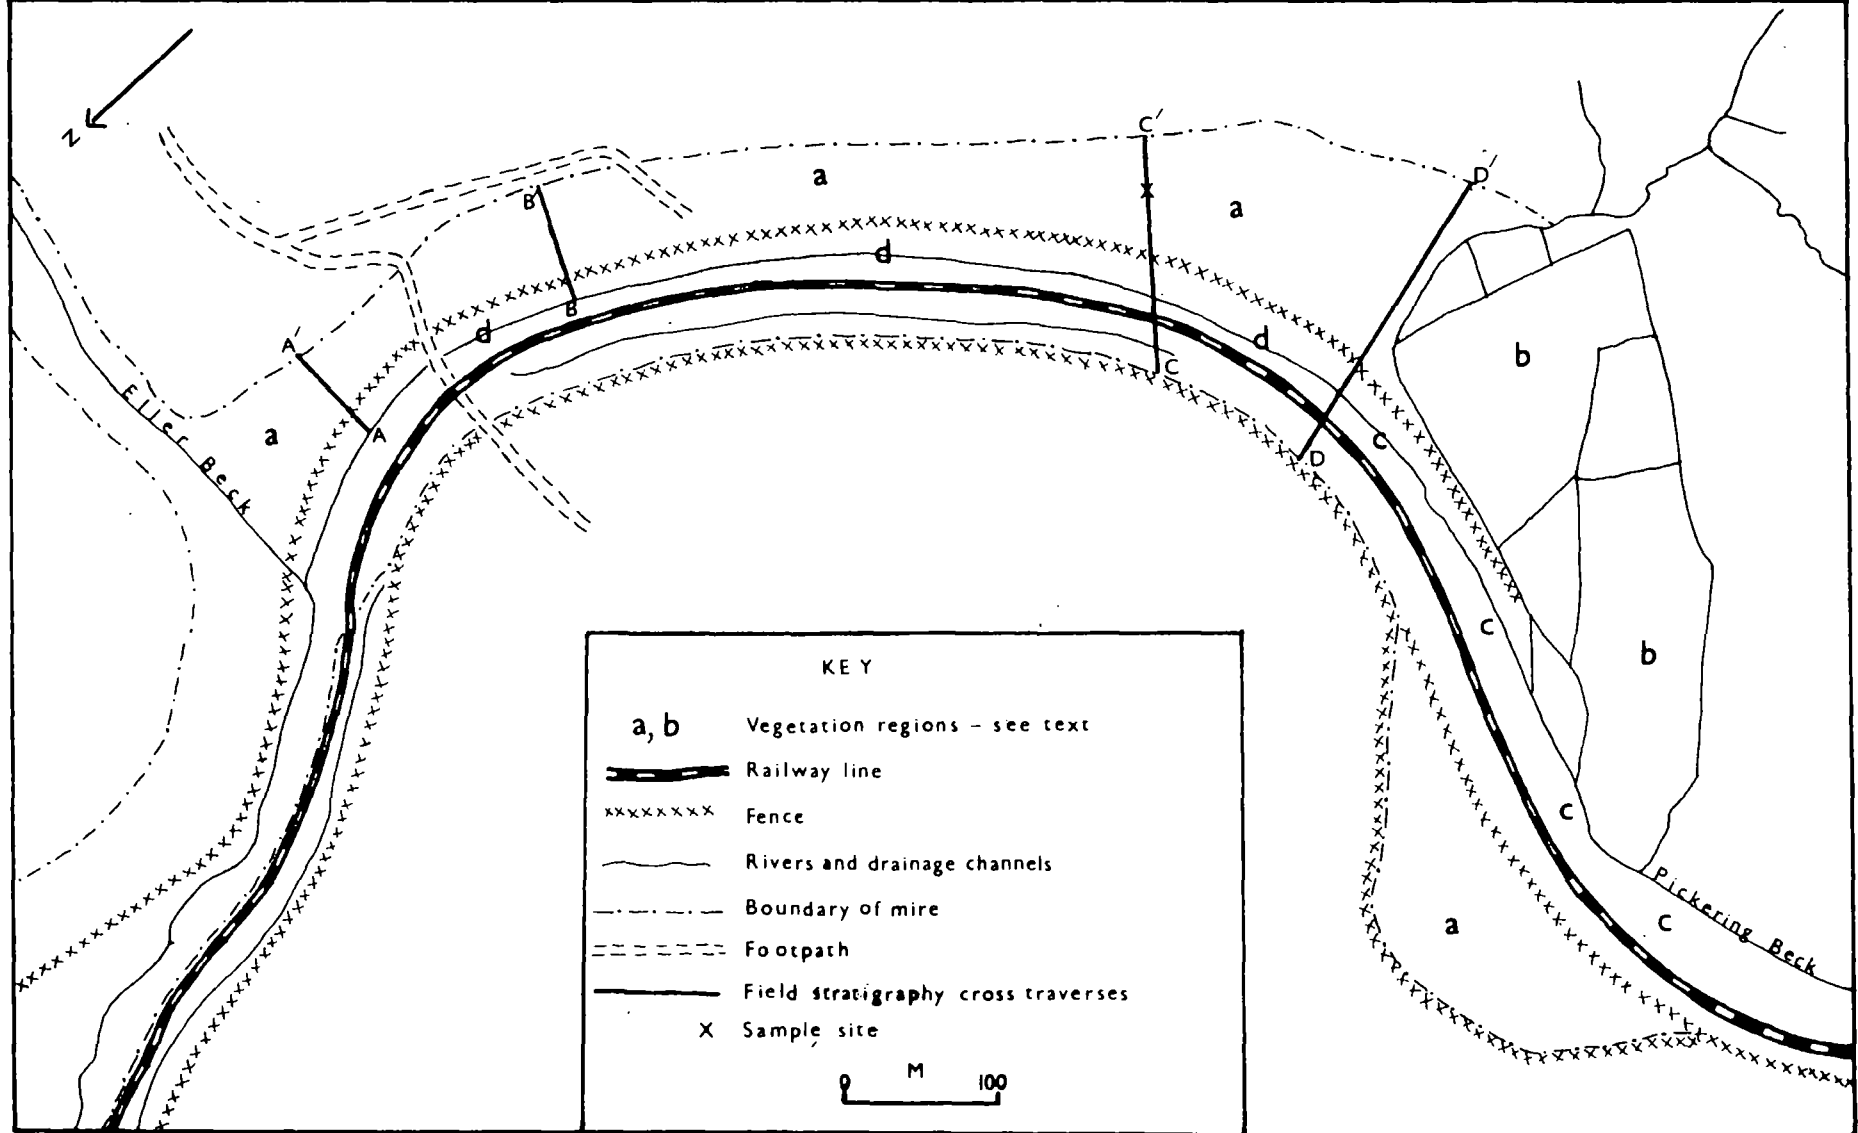 N
C'
D'
a
B'
a
d
d
A'
B
d
b
C
a
A
c
D
Eller Beck
c
b
c
a
c
Pickering Beck
KEY
a, b Vegetation regions - see text
Railway line
Fence
Rivers and drainage channels
Boundary of mire
Footpath
Field stratigraphy cross traverses
X Sample site
M
0 100